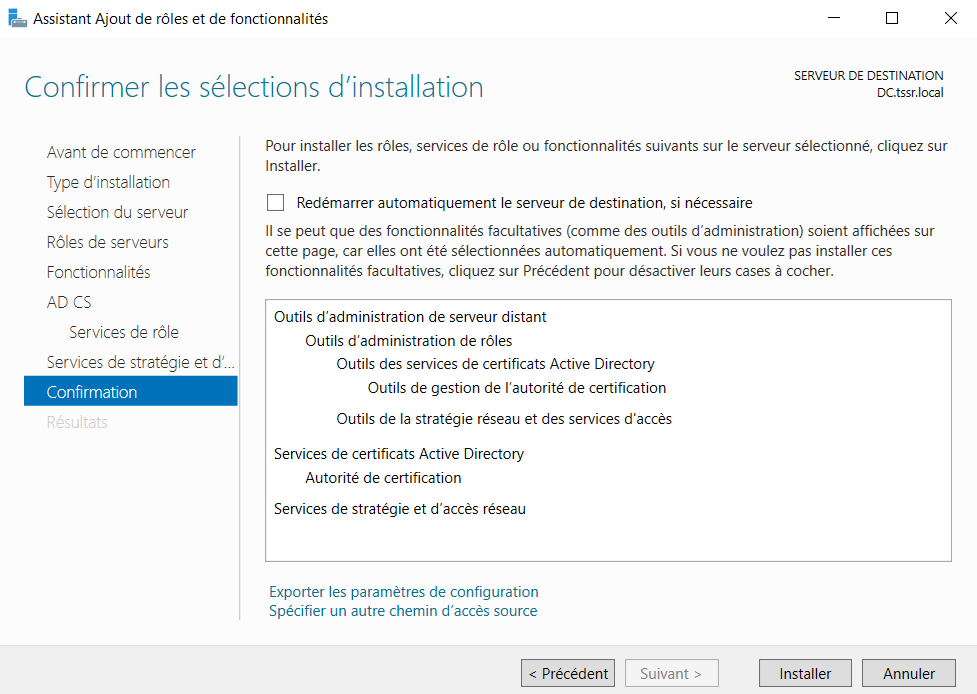 Assistant Ajout de rôles et de fonctionnalités
Confirmer les sélections d’installation
SERVEUR DE DESTINATION
DC.tssr.local
Avant de commencer
Type d’installation
Sélection du serveur
Rôles de serveurs
Fonctionnalités
AD CS
Services de rôle
Services de stratégie et d’...
Confirmation
Résultats
Pour installer les rôles, services de rôle ou fonctionnalités suivants sur le serveur sélectionné, cliquez sur
Installer.
Redémarrer automatiquement le serveur de destination, si nécessaire
Il se peut que des fonctionnalités facultatives (comme des outils d’administration) soient affichées sur
cette page, car elles ont été sélectionnées automatiquement. Si vous ne voulez pas installer ces
fonctionnalités facultatives, cliquez sur Précédent pour désactiver leurs cases à cocher.
Outils d’administration de serveur distant
Outils d’administration de rôles
Outils des services de certificats Active Directory
Outils de gestion de l’autorité de certification
Outils de la stratégie réseau et des services d'accès
Services de certificats Active Directory
Autorité de certification
Services de stratégie et d’accès réseau
Exporter les paramètres de configuration
Spécifier un autre chemin d’accès source
< Précédent
Suivant >
Installer
Annuler